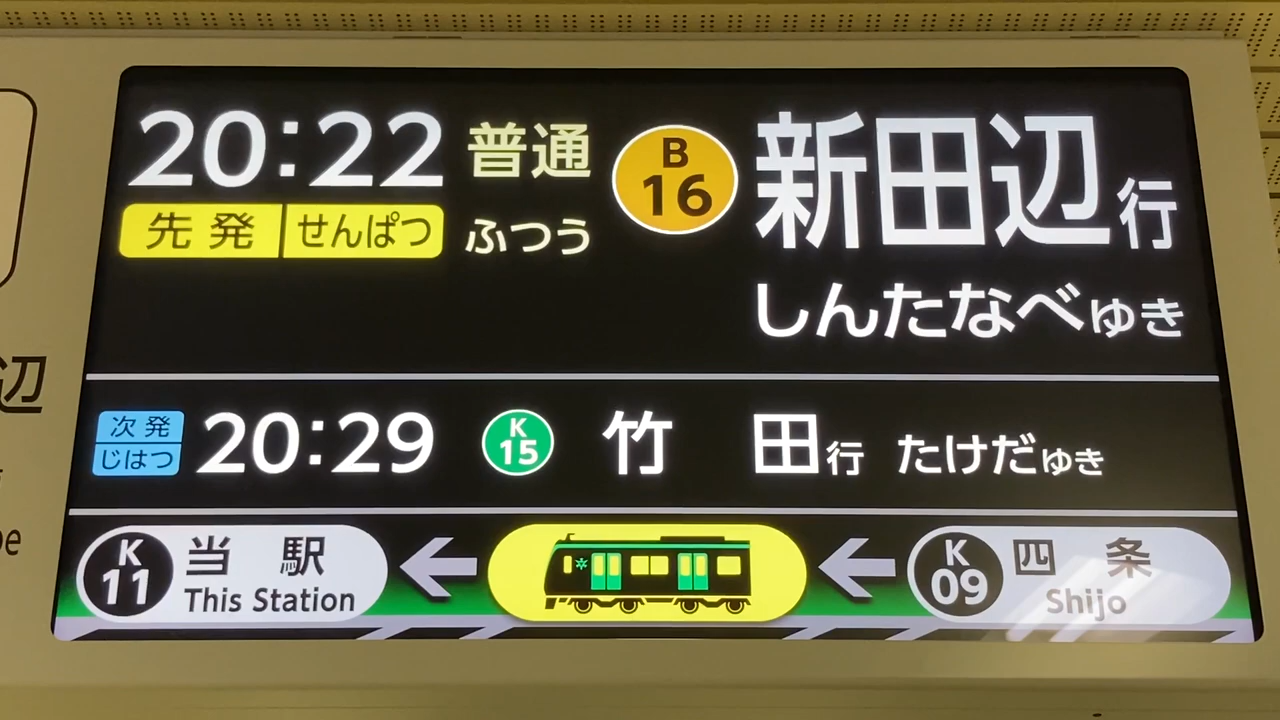 20:22 普通 B 16 新田辺行
先発 せんぱつ ふつう しんたなべゆき
次発 じはつ 20:29 K 15 竹田行 たけだゆき
K 11 当駅 This Station K 09 四条 Shijo
辺